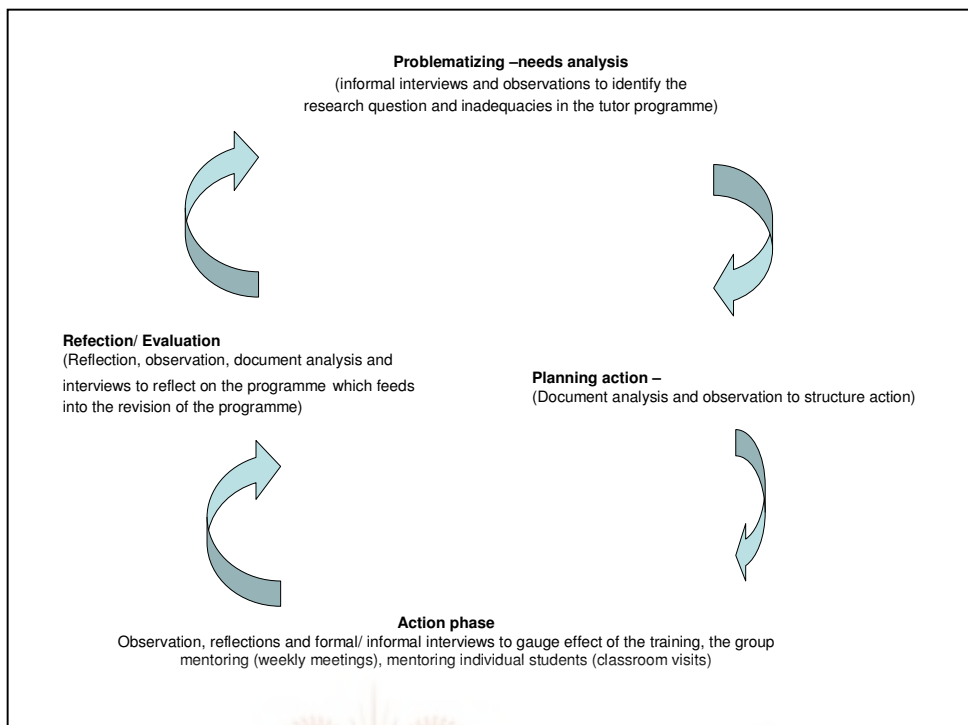 Problematizing –needs analysis
(informal interviews and observations to identify the
research question and inadequacies in the tutor programme)
Refection/ Evaluation
(Reflection, observation, document analysis and
interviews to reflect on the programme which feeds
into the revision of the programme)
Planning action –
(Document analysis and observation to structure action)
Action phase
Observation, reflections and formal/ informal interviews to gauge effect of the training, the group
mentoring (weekly meetings), mentoring individual students (classroom visits)